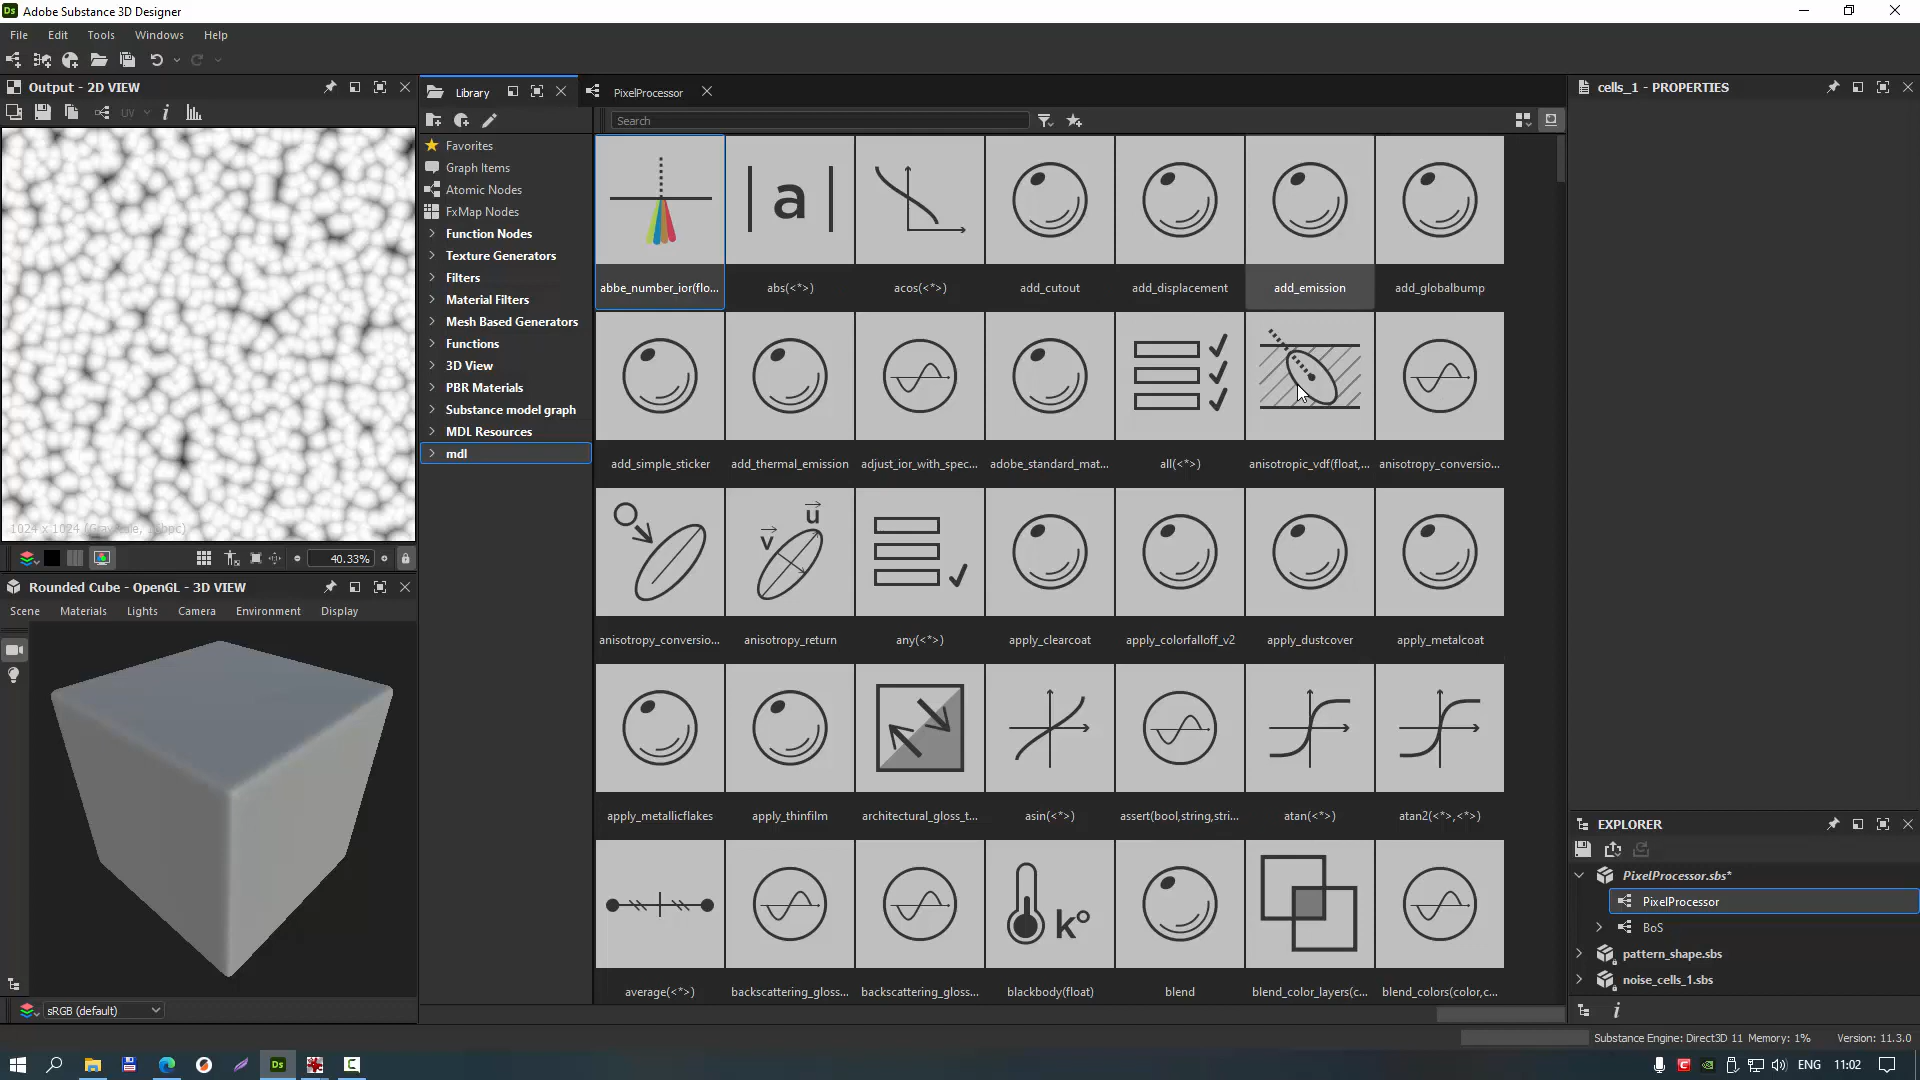 Ds Adobe Substance 3D Designer
File Edit Tools Windows Help
Output - 2D VIEW
Library
PixelProcessor
cells_1 - PROPERTIES
UV
Search
Favorites
Graph Items
Atomic Nodes
FxMap Nodes
Function Nodes
Texture Generators
Filters
Material Filters
Mesh Based Generators
Functions
3D View
PBR Materials
Substance model graph
MDL Resources
mdl
a
abbe_number_ior(flo...
abs(<*>)
acos(<*>)
add_cutout
add_displacement
add_emission
add_globalbump
add_simple_sticker
add_thermal_emission
adjust_ior_with_spec...
adobe_standard_mat...
all(<*>)
anisotropic_vdf(float,...
anisotropy_conversio...
v u
anisotropy_conversio...
anisotropy_return
any(<*>)
apply_clearcoat
apply_colorfalloff_v2
apply_dustcover
apply_metalcoat
apply_metallicflakes
apply_thinfilm
architectural_gloss_t...
asin(<*>)
assert(bool,string,stri...
atan(<*>)
atan2(<*>,<*>)
k°
average(<*>)
backscattering_gloss...
backscattering_gloss...
blackbody(float)
blend
blend_color_layers(c...
blend_colors(color,c...
40.33%
Rounded Cube - OpenGL - 3D VIEW
Scene Materials Lights Camera Environment Display
sRGB (default)
EXPLORER
PixelProcessor.sbs*
PixelProcessor
BoS
pattern_shape.sbs
noise_cells_1.sbs
Substance Engine: Direct3D 11 Memory: 1% Version: 11.3.0
Ds
ENG 11:02